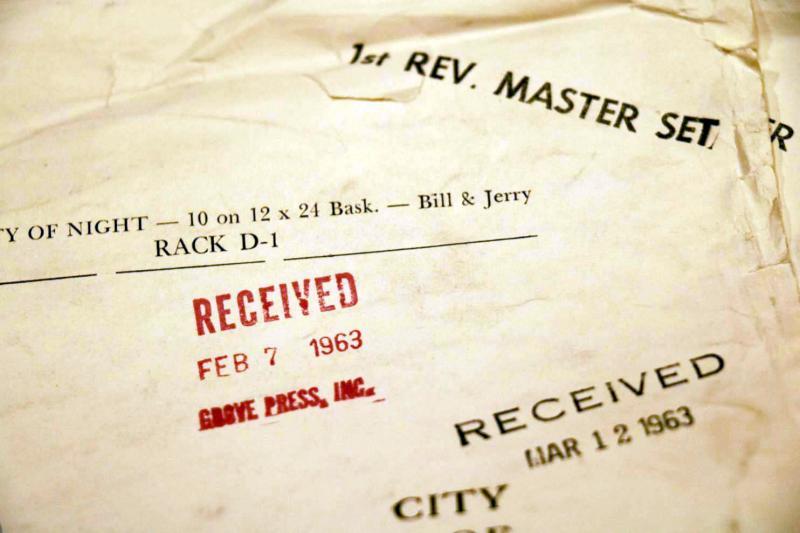 1st REV. MASTER SET
TY OF NIGHT — 10 on 12 x 24 Bask. — Bill & Jerry
RACK D-1
RECEIVED
FEB 7 1963
GROVE PRESS, INC.
RECEIVED
MAR 12 1963
CITY